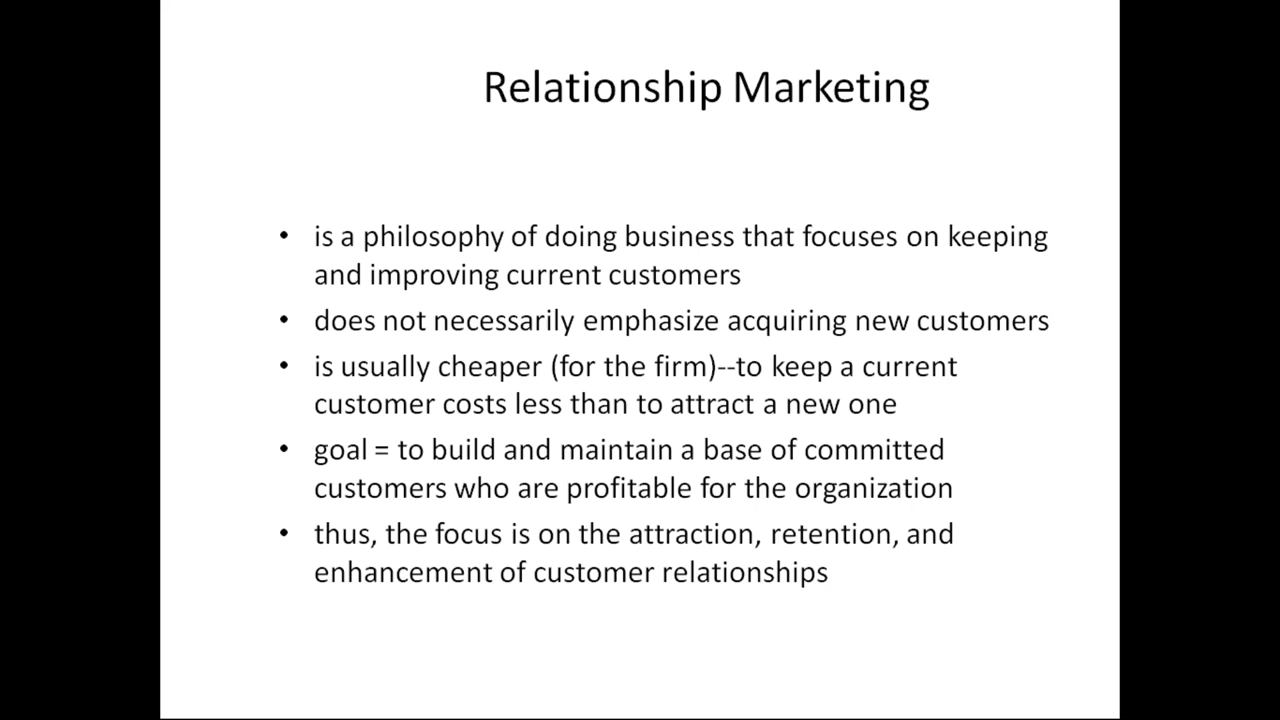 Relationship Marketing
• is a philosophy of doing business that focuses on keeping
and improving current customers
• does not necessarily emphasize acquiring new customers
• is usually cheaper (for the firm)--to keep a current
customer costs less than to attract a new one
• goal = to build and maintain a base of committed
customers who are profitable for the organization
• thus, the focus is on the attraction, retention, and
enhancement of customer relationships